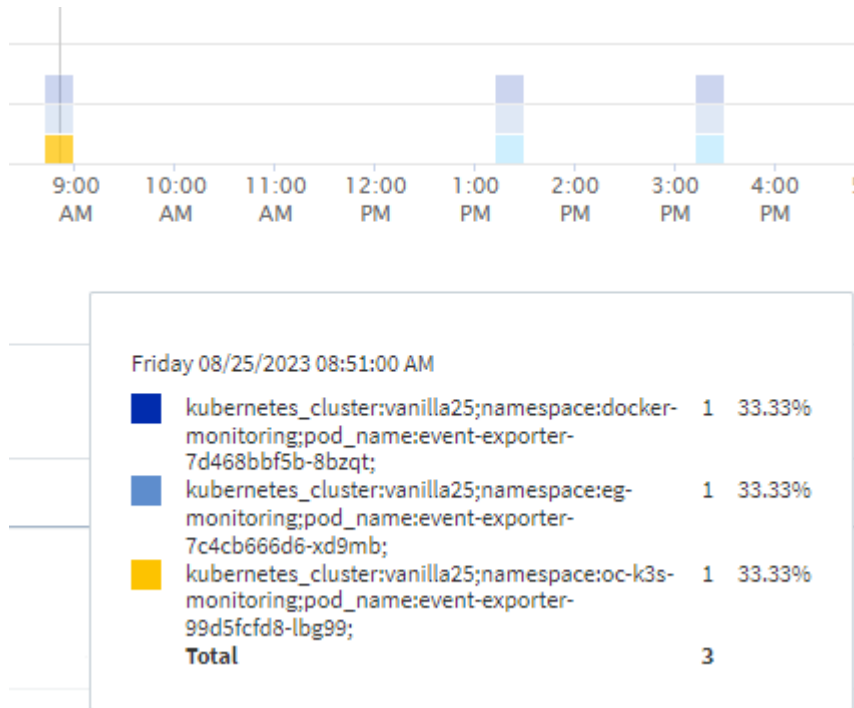 9:00 10:00 11:00 12:00 1:00 2:00 3:00 4:00
AM AM AM PM PM PM PM PM
Friday 08/25/2023 08:51:00 AM
kubernetes_cluster:vanilla25;namespace:docker- 1 33.33%
monitoring;pod_name:event-exporter-
7d468bbf5b-8bzqt;
kubernetes_cluster:vanilla25;namespace:eg- 1 33.33%
monitoring;pod_name:event-exporter-
7c4cb666d6-xd9mb;
kubernetes_cluster:vanilla25;namespace:oc-k3s- 1 33.33%
monitoring;pod_name:event-exporter-
99d5fcfd8-lbg99;
Total 3